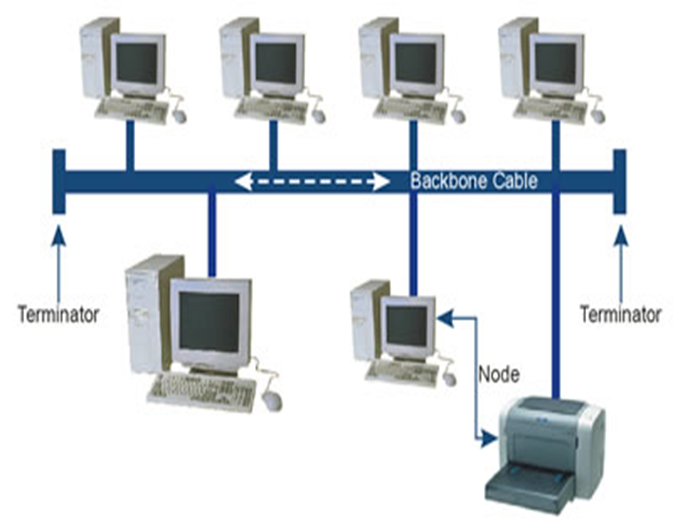 Backbone Cable
Terminator
Terminator
Node